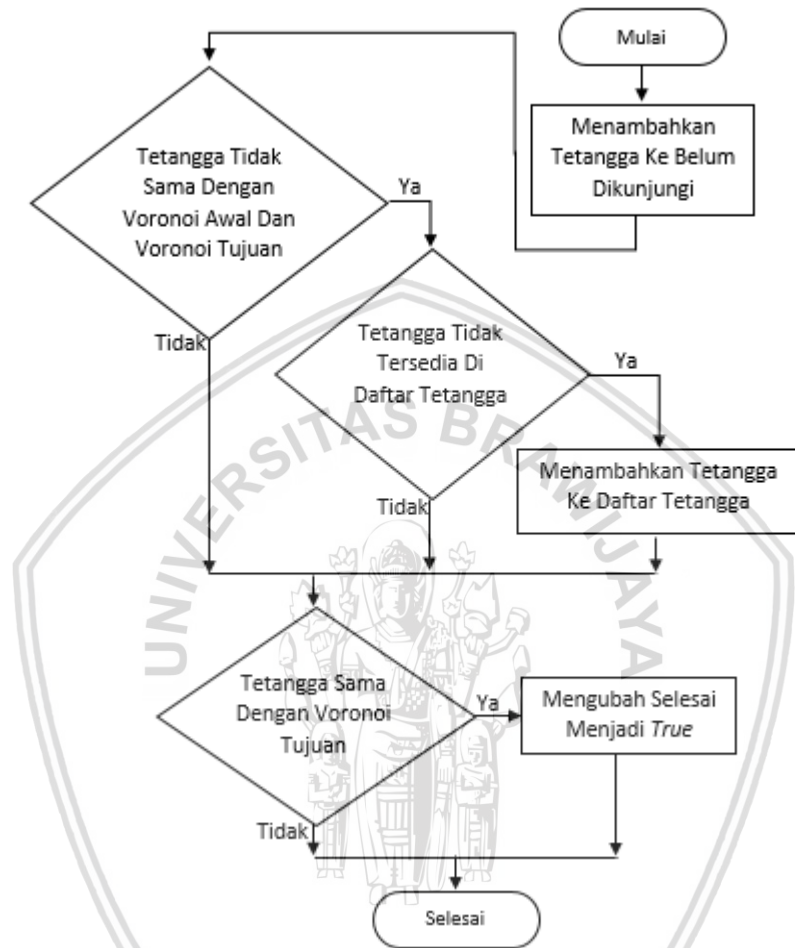 Mulai
Menambahkan
Tetangga Ke Belum
Dikunjungi
Tetangga Tidak
Sama Dengan
Voronoi Awal Dan
Voronoi Tujuan
Ya
Tidak
Tetangga Tidak
Tersedia Di
Daftar Tetangga
Ya
Tidak
Menambahkan Tetangga
Ke Daftar Tetangga
UNIVERSITAS BRAWIJAYA
Tetangga Sama
Dengan Voronoi
Tujuan
Ya
Mengubah Selesai
Menjadi True
Tidak
Selesai